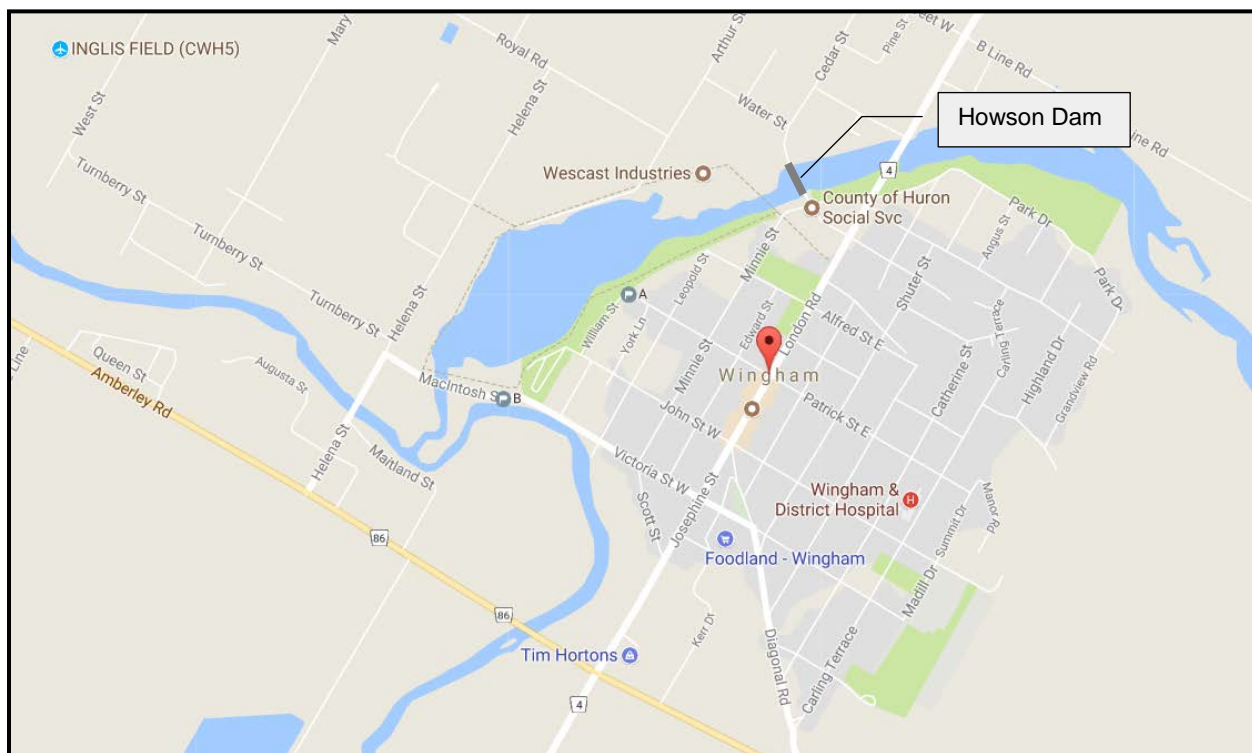 INGLIS FIELD (CWH5)
West St
Mary
Royal Rd
Helena St
Arthur St
Cedar St
Pine St
eet W
B Line Rd
ine Rd
Water St
Howson Dam
Wescast Industries
4
County of Huron
Social Svc
Turnberry St
Turnberry St
Turnberry St
Helena St
Minnie St
Leopold St
A
William St
York Ln
Edward St
Minnie St
London Rd
Alfred St E
Shuter St
Angus St
Park Dr
Park Dr
Carling Terrace
Catherine St
Highland Dr
Grandview Rd
Wingham
Line
Queen St
Augusta St
Amberley Rd
MacIntosh S
B
John St W
Patrick St E
Helena St
Maitland St
Victoria St W
Scott St
Josephine St
Wingham &
District Hospital
H
Manor Rd
Summit Dr
86
Foodland - Wingham
Madill Dr
86
Kerr Dr
Diagonal Rd
Carling Terrace
Tim Hortons
4